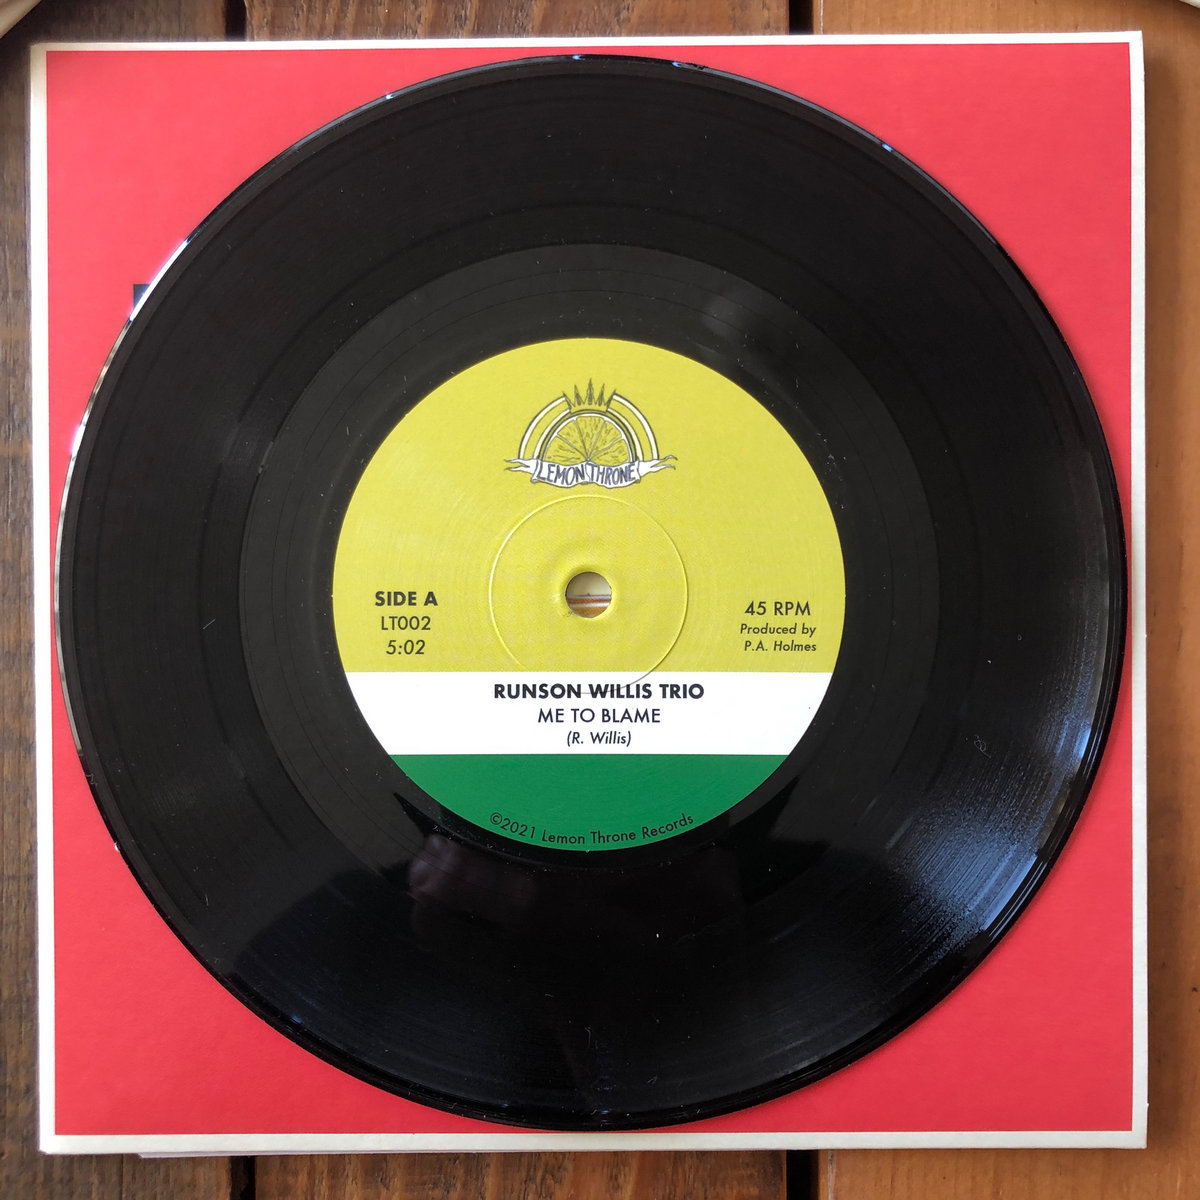 LEMON THRONE
SIDE A
LT002
5:02
45 RPM
Produced by
P.A. Holmes
RUNSON WILLIS TRIO
ME TO BLAME
(R. Willis)
©2021 Lemon Throne Records